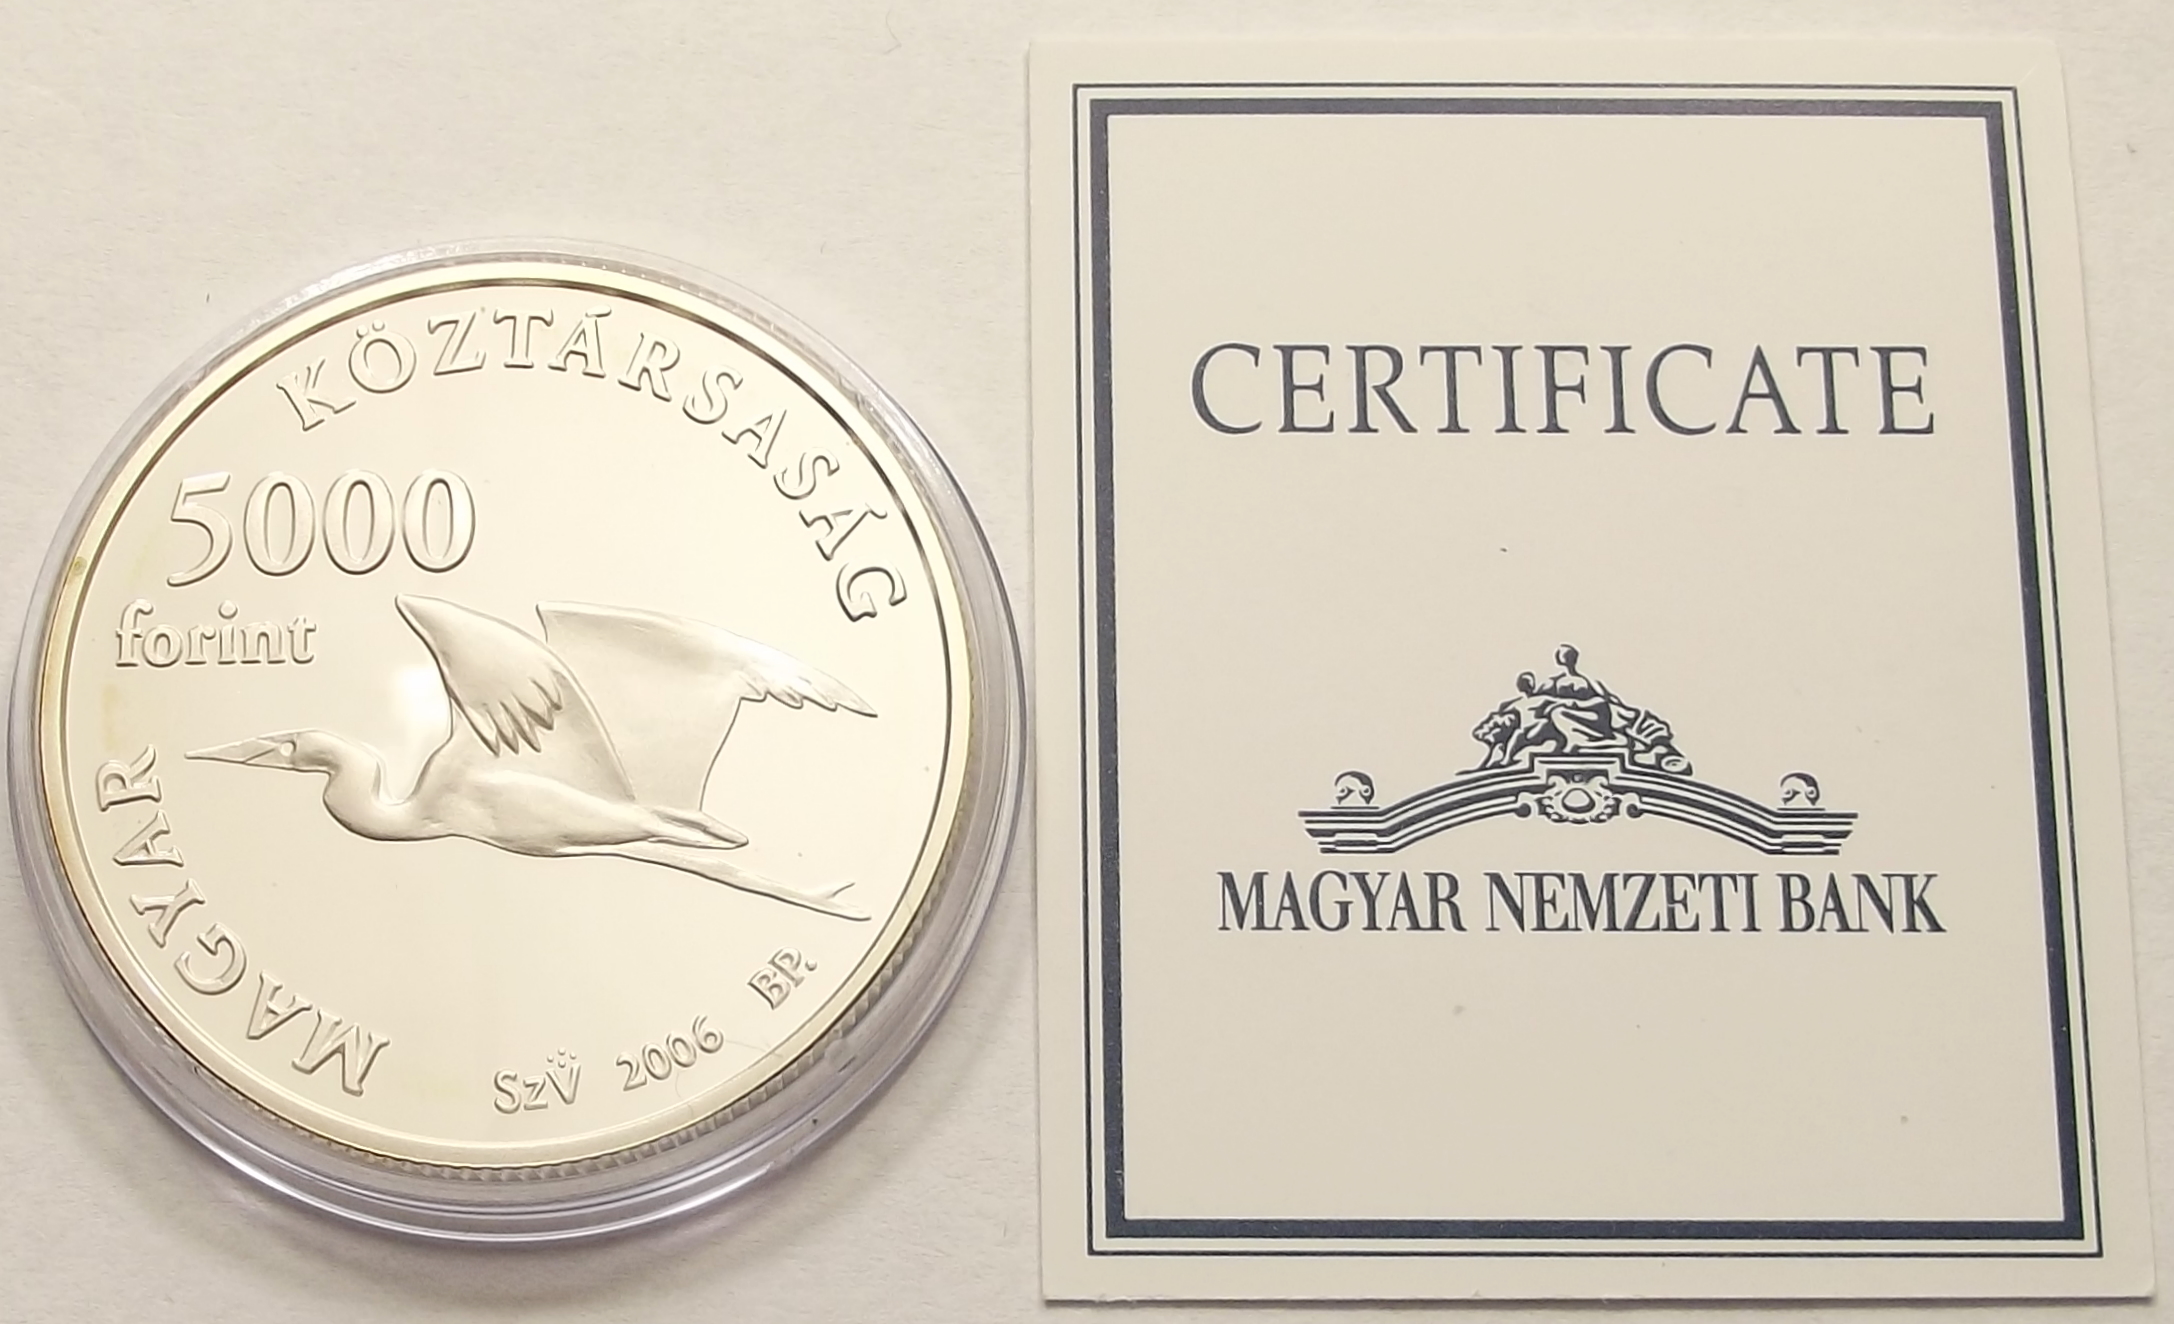 MAGYAR KÖZTÁRSASÁG
5000
forint
SzV 2006 BP.
CERTIFICATE
MAGYAR NEMZETI BANK